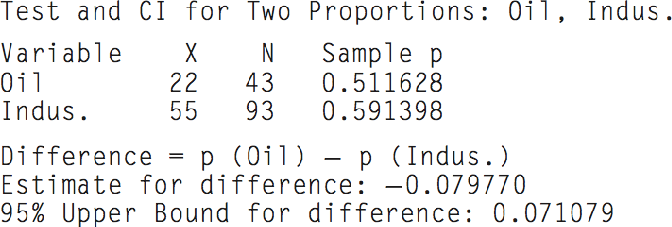 Test and CI for Two Proportions: Oil, Indus.
Variable X N Sample p
Oil 22 43 0.511628
Indus. 55 93 0.591398
Difference = p (Oil) – p (Indus.)
Estimate for difference: –0.079770
95% Upper Bound for difference: 0.071079